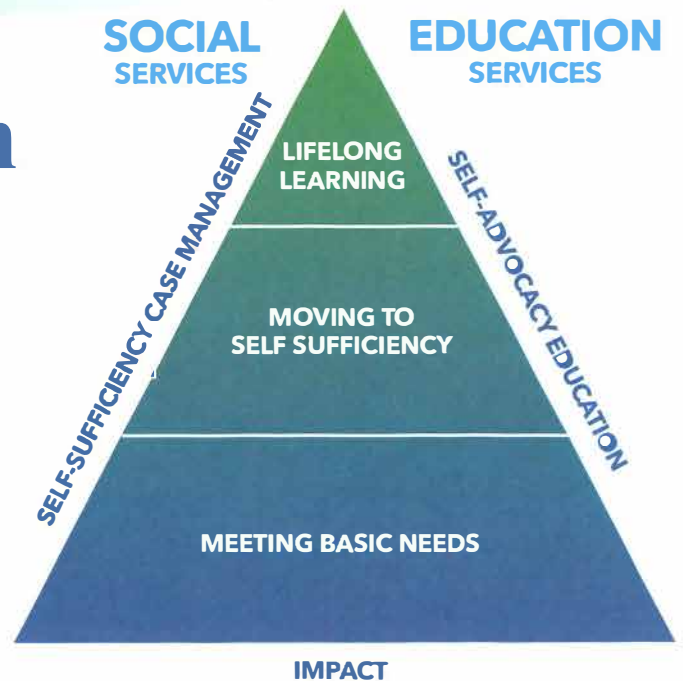 SOCIAL
SERVICES
EDUCATION
SERVICES
n
SELF-SUFFICIENCY CASE MANAGEMENT
SELF-ADVOCACY EDUCATION
LIFELONG
LEARNING
MOVING TO
SELF SUFFICIENCY
MEETING BASIC NEEDS
IMPACT